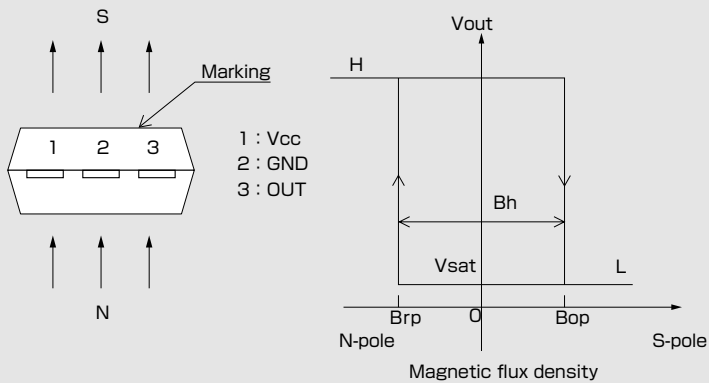 S
Marking
1 2 3
1 : Vcc
2 : GND
3 : OUT
N
Vout
H
Bh
Vsat
L
Brp
0
Bop
N-pole
S-pole
Magnetic flux density